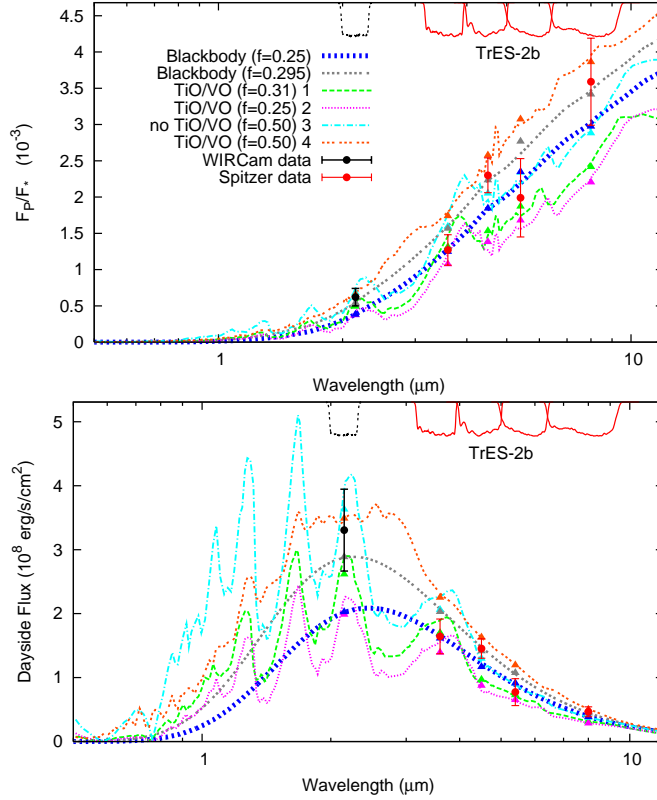 4.5
4
3.5
3
2.5
2
1.5
1
0.5
0
F_P/F_* (10^-3)
TrES-2b
Blackbody (f=0.25)
Blackbody (f=0.295)
TiO/VO (f=0.31) 1
TiO/VO (f=0.25) 2
no TiO/VO (f=0.50) 3
TiO/VO (f=0.50) 4
WIRCam data
Spitzer data
1
10
Wavelength (μm)
5
4
3
2
1
0
Dayside Flux (10^8 erg/s/cm^2)
TrES-2b
1
10
Wavelength (μm)